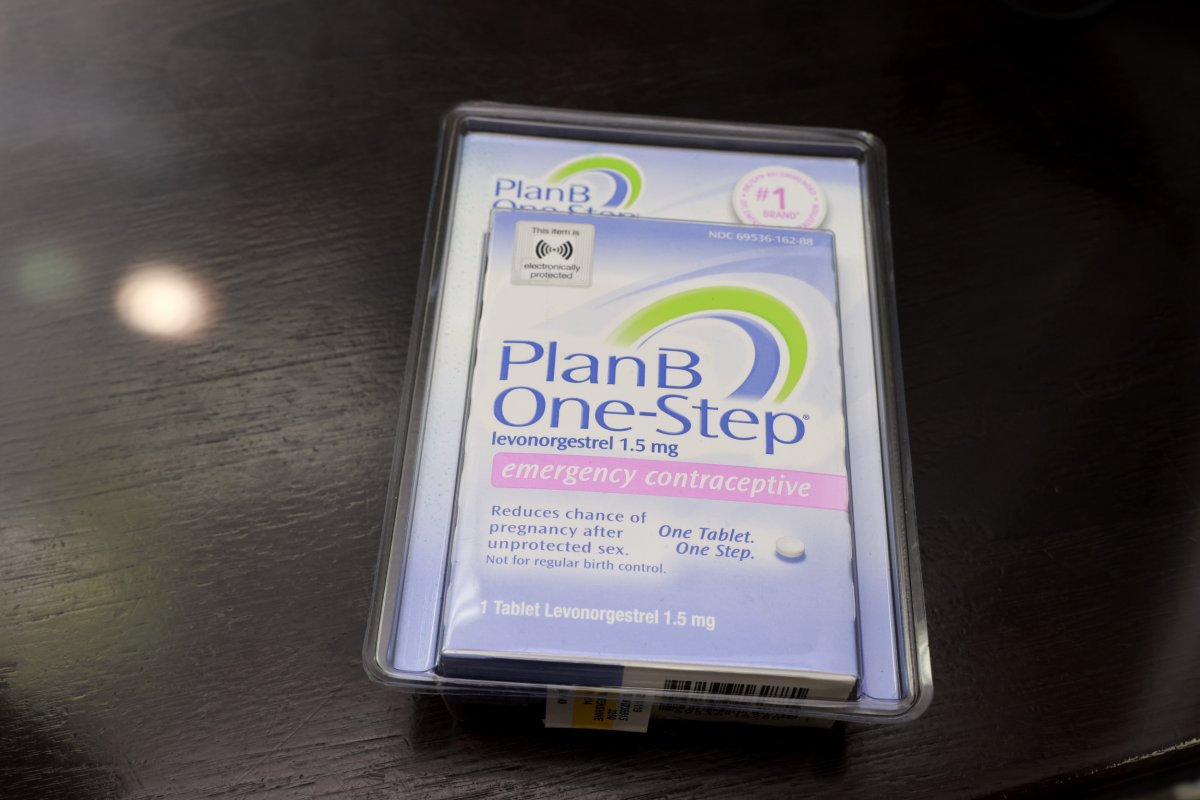 PlanB
One-Step
#1
BRAND
This item is
electronically
protected
NDC 69536-162-88
PlanB
One-Step®
levonorgestrel 1.5 mg
emergency contraceptive
Reduces chance of
pregnancy after
unprotected sex.
Not for regular birth control.
One Tablet.
One Step.
1 Tablet Levonorgestrel 1.5 mg